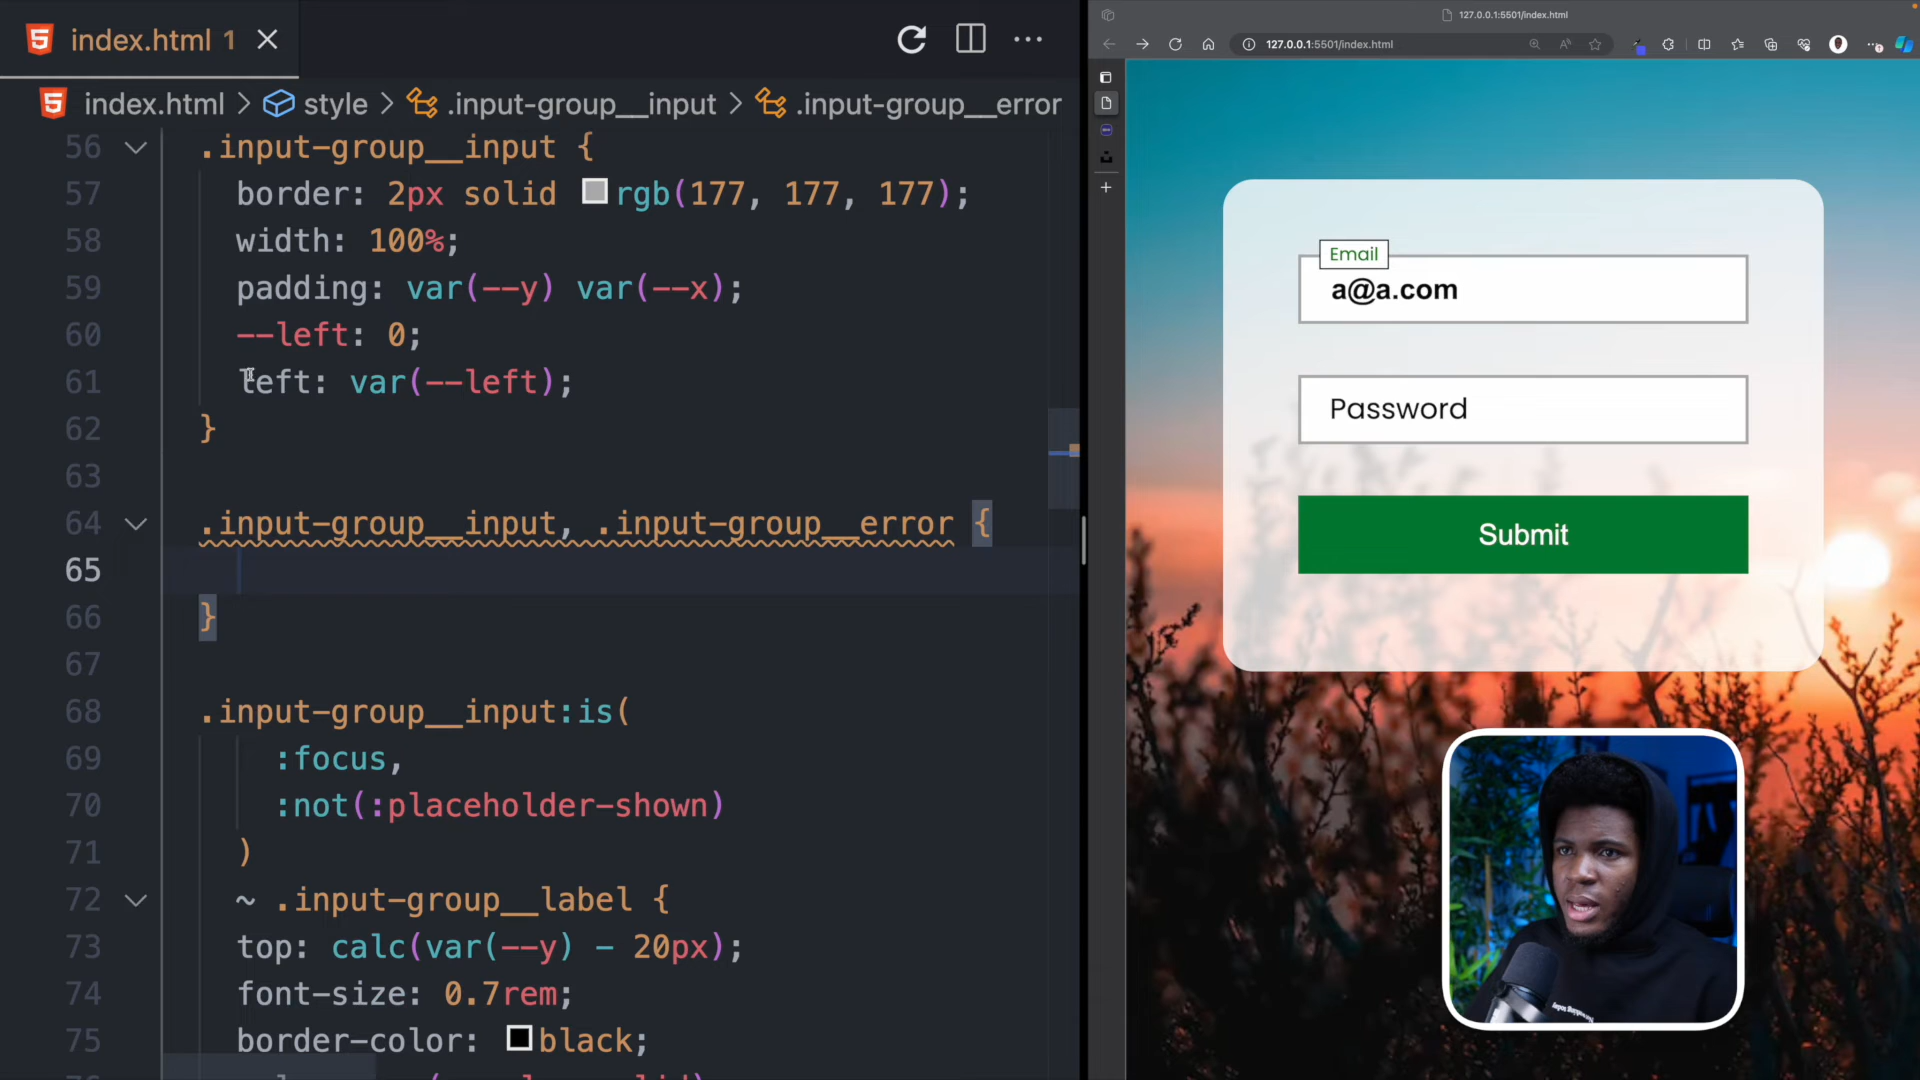 index.html 1
index.html > style > .input-group__input > .input-group__error
56 .input-group__input {
57 border: 2px solid rgb(177, 177, 177);
58 width: 100%;
59 padding: var(--y) var(--x);
60 --left: 0;
61 left: var(--left);
62 }
63
64 .input-group__input, .input-group__error {
65
66 }
67
68 .input-group__input:is(
69 :focus,
70 :not(:placeholder-shown)
71 )
72 ~ .input-group__label {
73 top: calc(var(--y) - 20px);
74 font-size: 0.7rem;
75 border-color: black;
127.0.0.1:5501/index.html
127.0.0.1:5501/index.html
Email
a@a.com
Password
Submit